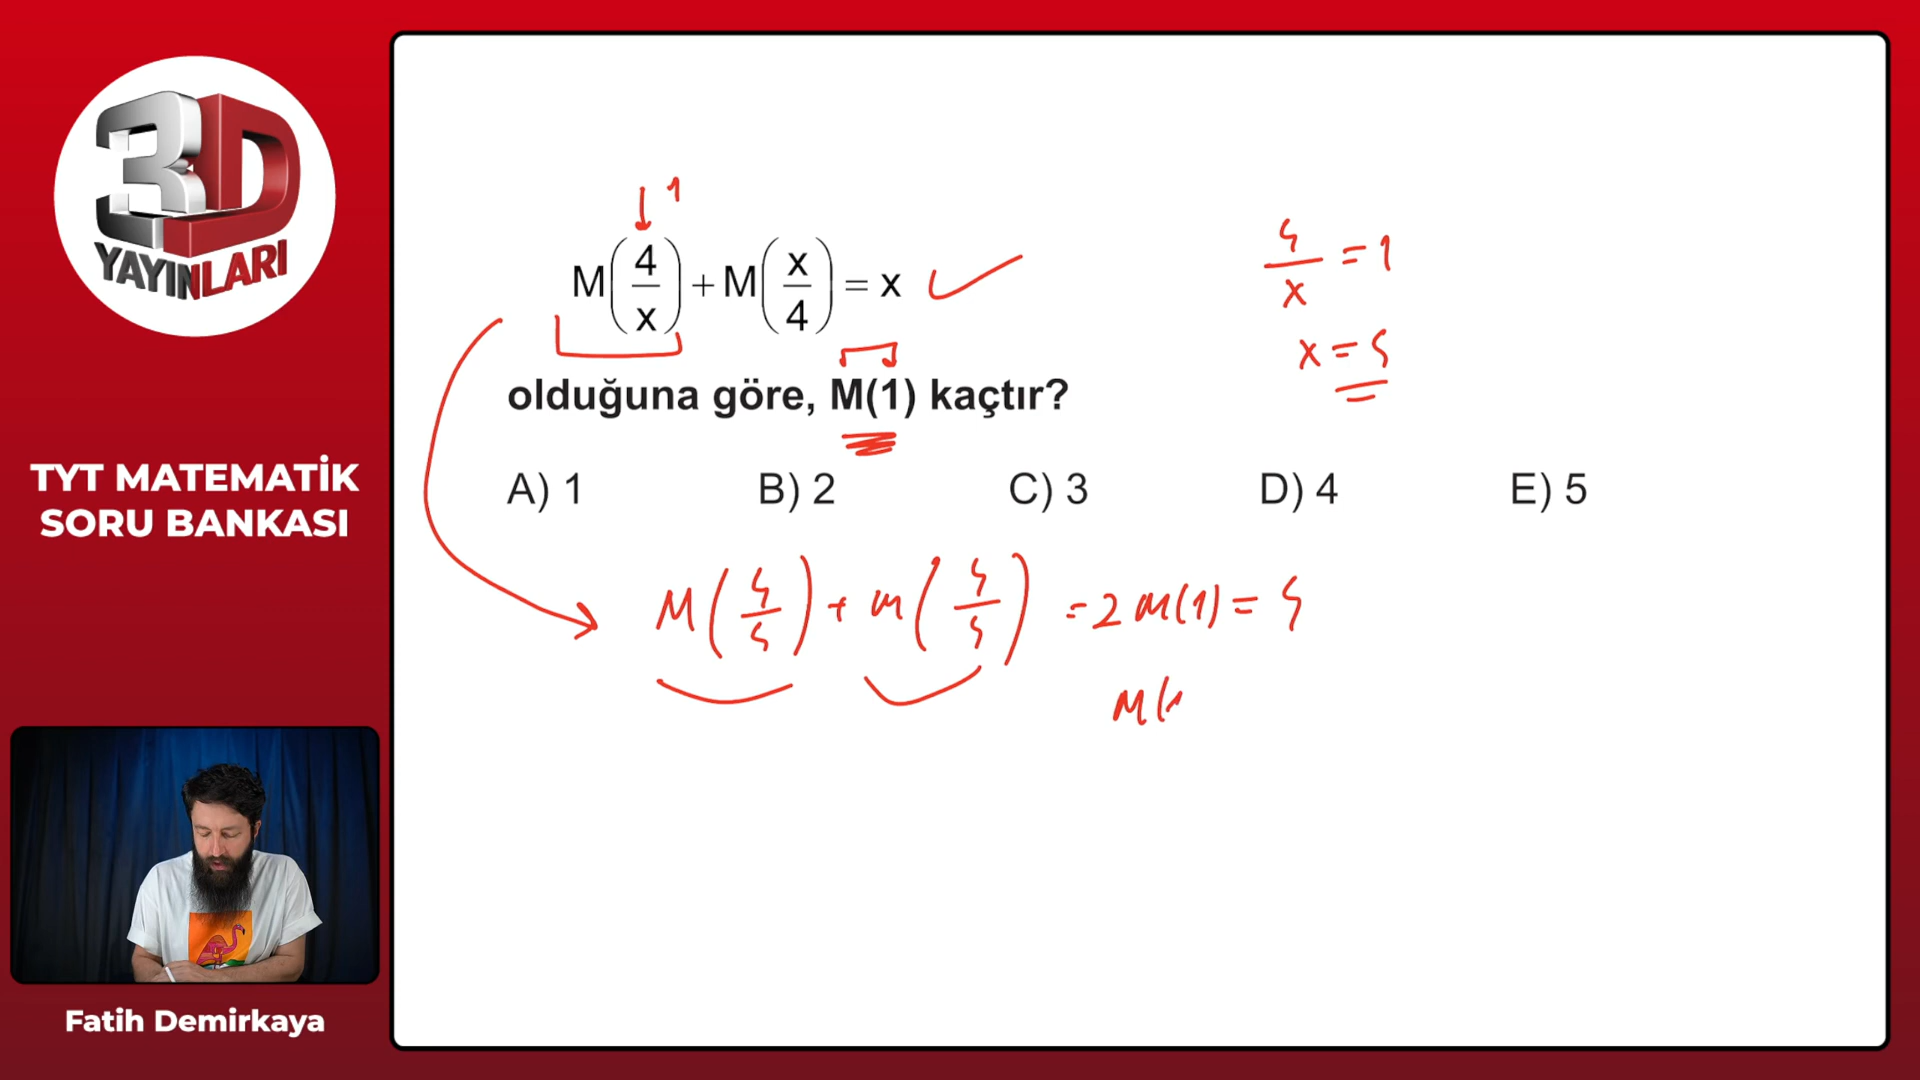 3D
YAYINLARI
TYT MATEMATİK
SORU BANKASI
Fatih Demirkaya
1
M(4/x) + M(x/4) = x
4/x = 1
x = 4
olduğuna göre, M(1) kaçtır?
A) 1 B) 2 C) 3 D) 4 E) 5
M(4/4) + M(4/4) = 2M(1) = 4
M(